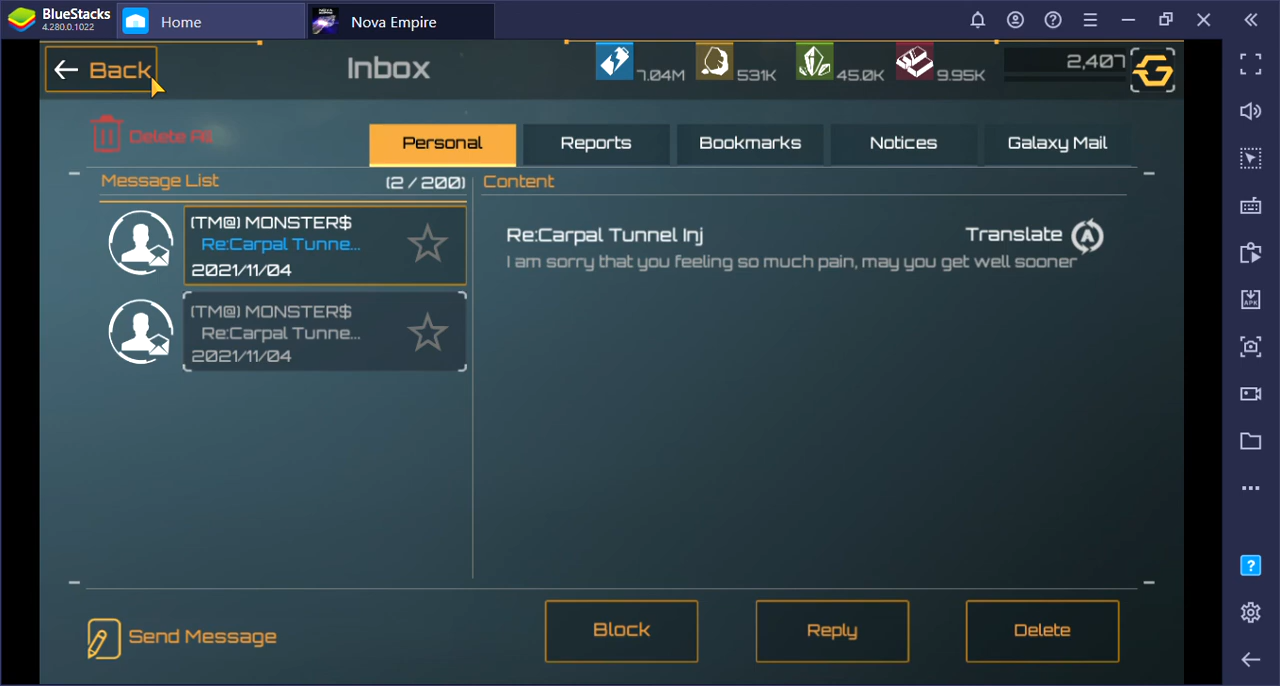 BlueStacks
4.280.0.1022
Home
Nova Empire
Back
Inbox
7.04M
531K
45.0K
9.95K
2,407
Delete All
Personal
Reports
Bookmarks
Notices
Galaxy Mail
Message List
(2 / 200)
Content
(TM@) MONSTER$
Re:Carpal Tunne...
2021/11/04
(TM@) MONSTER$
Re:Carpal Tunne...
2021/11/04
Re:Carpal Tunnel Inj
Translate
I am sorry that you feeling so much pain, may you get well sooner
Send Message
Block
Reply
Delete